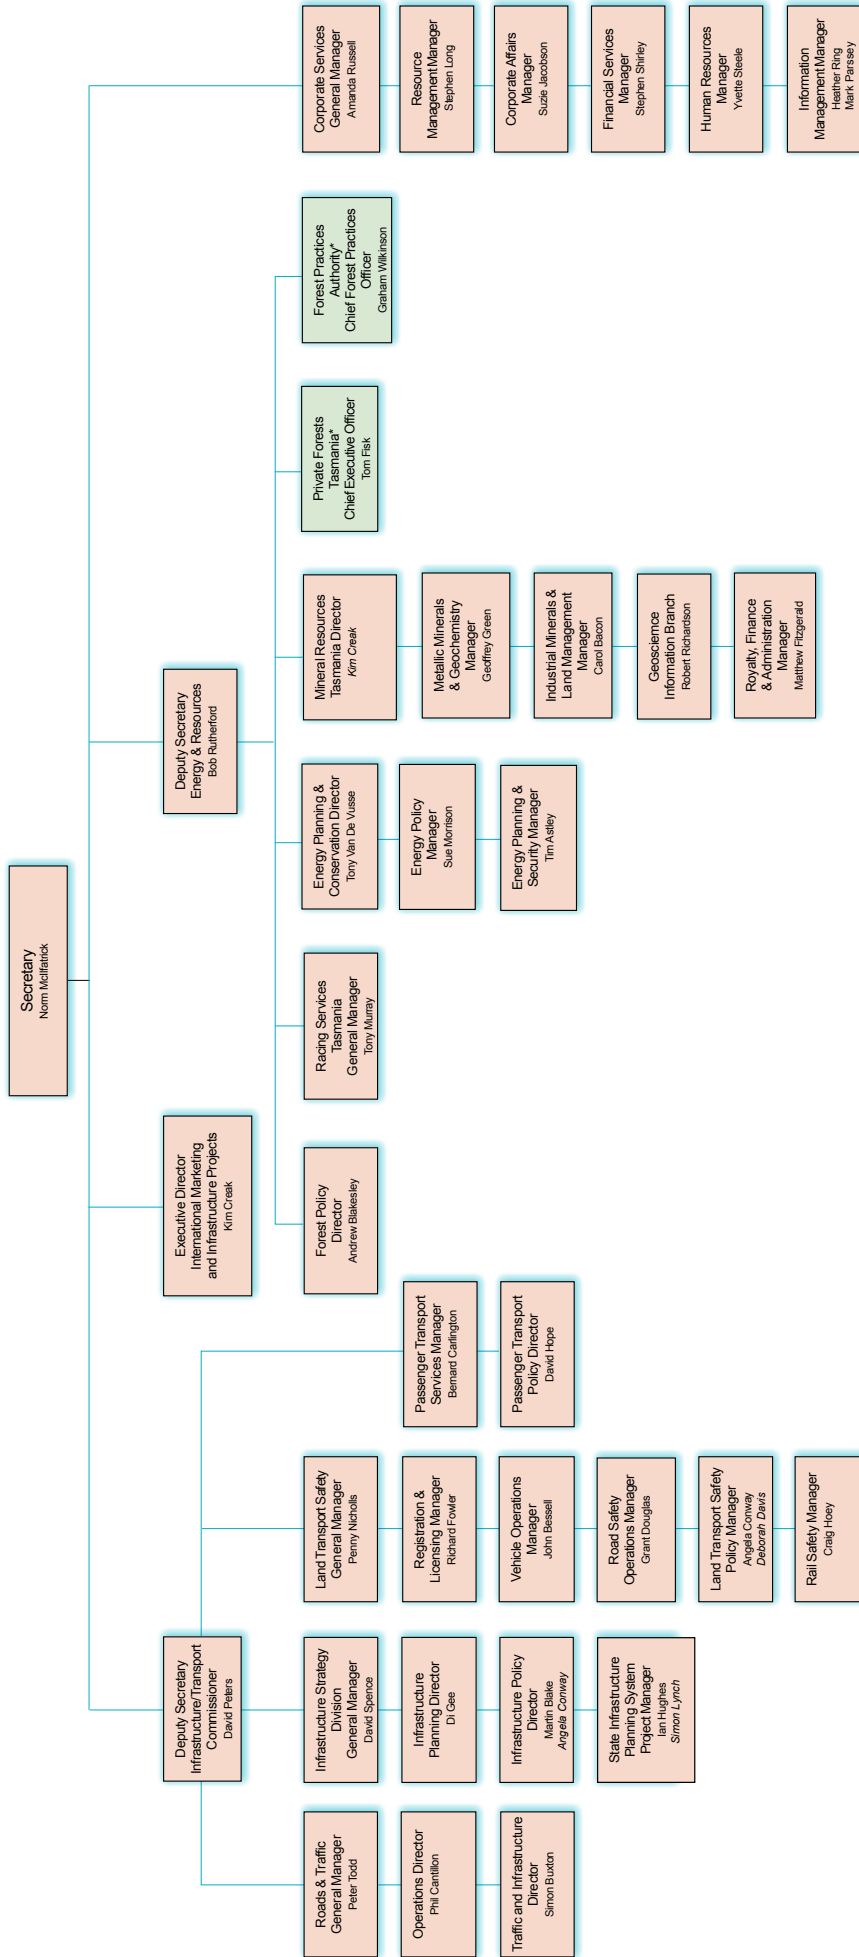 Secretary
Norm McIlfatrick
Deputy Secretary
Infrastructure/Transport
Commissioner
David Peters
Executive Director
International Marketing
and Infrastructure Projects
Kim Creak
Deputy Secretary
Energy & Resources
Bob Rutherford
Roads & Traffic
General Manager
Peter Todd
Operations Director
Phil Cantillon
Traffic and Infrastructure
Director
Simon Buxton
Infrastructure Strategy
Division
General Manager
David Spence
Infrastructure
Planning Director
Di Gee
Infrastructure Policy
Director
Martin Blake
Angela Conway
State Infrastructure
Planning System
Project Manager
Ian Hughes
Simon Lynch
Land Transport Safety
General Manager
Penny Nicholls
Registration &
Licensing Manager
Richard Fowler
Vehicle Operations
Manager
John Bessell
Road Safety
Operations Manager
Grant Douglas
Land Transport Safety
Policy Manager
Angela Conway
Deborah Davis
Rail Safety Manager
Craig Hoey
Passenger Transport
Services Manager
Bernard Carlington
Passenger Transport
Policy Director
David Hope
Forest Policy
Director
Andrew Blakesley
Racing Services
Tasmania
General Manager
Tony Murray
Energy Planning &
Conservation Director
Tony Van De Vusse
Energy Policy
Manager
Sue Morrison
Energy Planning &
Security Manager
Tim Astley
Mineral Resources
Tasmania Director
Kim Creak
Metallic Minerals
& Geochemistry
Manager
Geoffrey Green
Industrial Minerals &
Land Management
Manager
Carol Bacon
Geoscience
Information Branch
Robert Richardson
Royalty, Finance
& Administration
Manager
Matthew Fitzgerald
Private Forests
Tasmania*
Chief Executive Officer
Tom Fisk
Forest Practices
Authority*
Chief Forest Practices
Officer
Graham Wilkinson
Corporate Services
General Manager
Amanda Russell
Resource
Management Manager
Stephen Long
Corporate Affairs
Manager
Suzie Jacobson
Financial Services
Manager
Stephen Shirley
Human Resources
Manager
Yvette Steele
Information
Management Manager
Heather Ring
Mark Parssey